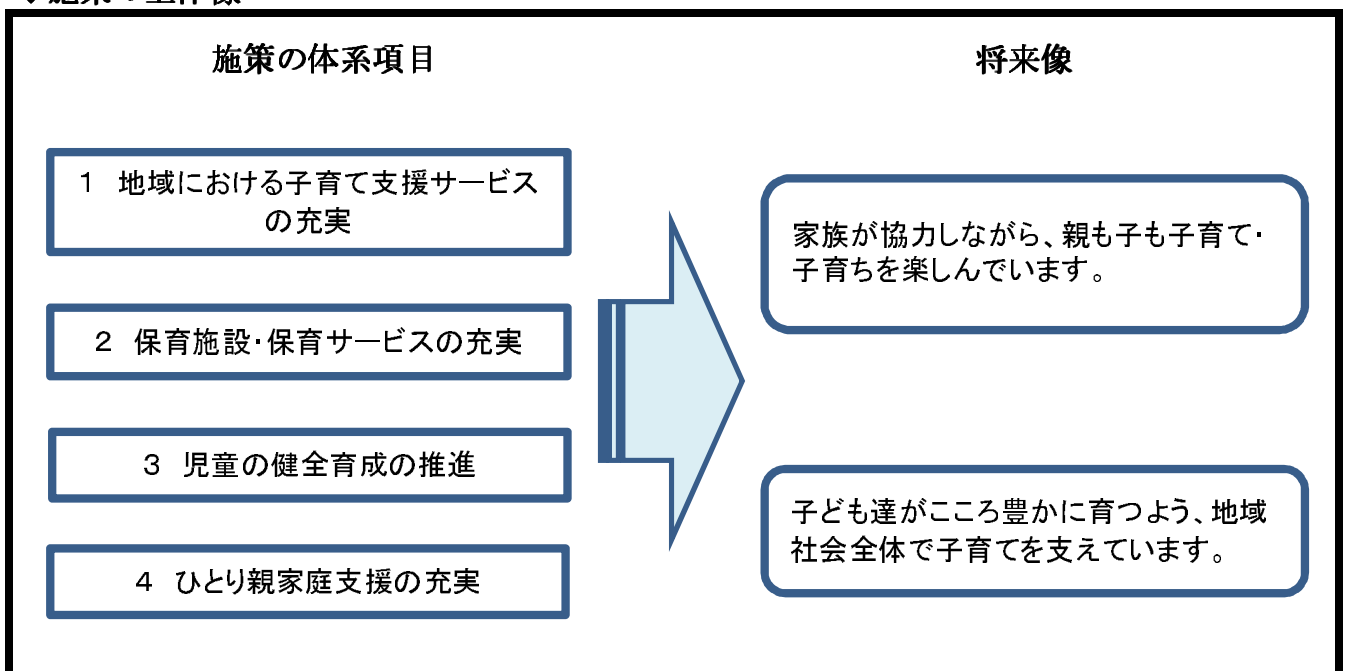 施策の体系項目
将来像
1 地域における子育て支援サービス
の充実
2 保育施設・保育サービスの充実
3 児童の健全育成の推進
4 ひとり親家庭支援の充実
家族が協力しながら、親も子も子育て・
子育ちを楽しんでいます。
子ども達がこころ豊かに育つよう、地域
社会全体で子育てを支えています。